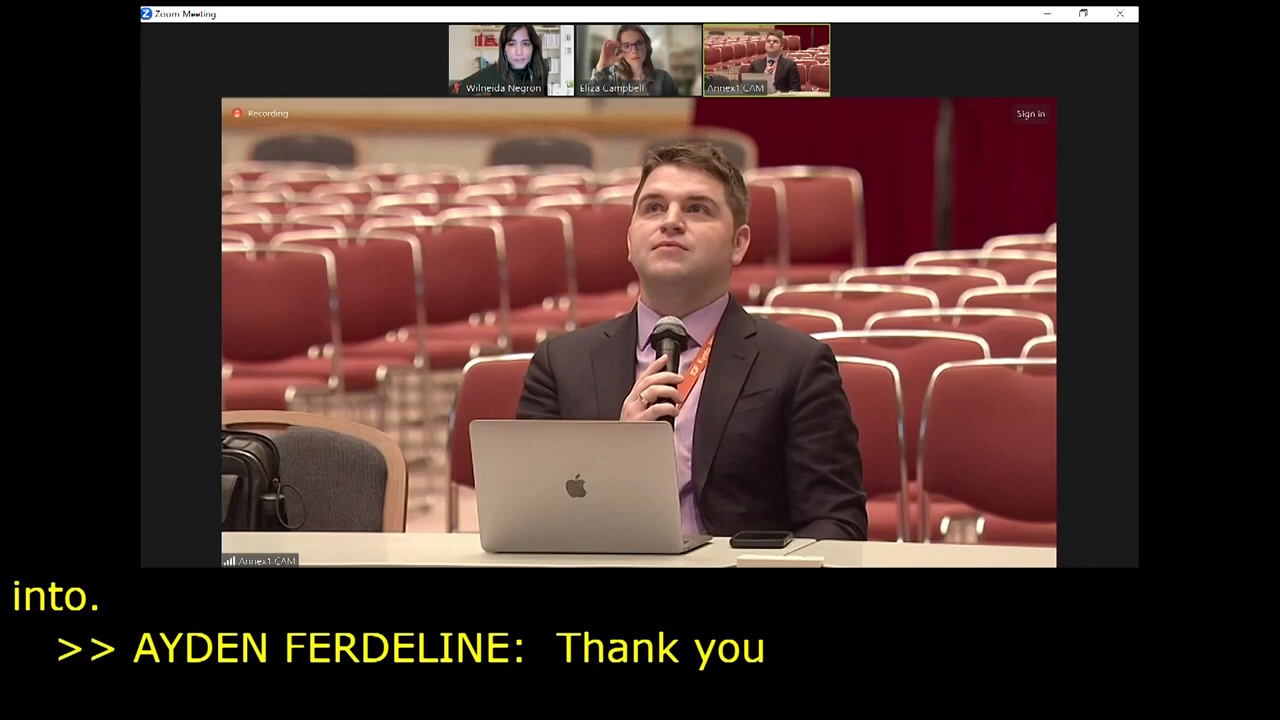 Zoom Meeting
Wilneida Negron
Eliza Campbell
Annex1 CAM
Recording
Sign in
Annex1 CAM
into.
>> AYDEN FERDELINE: Thank you